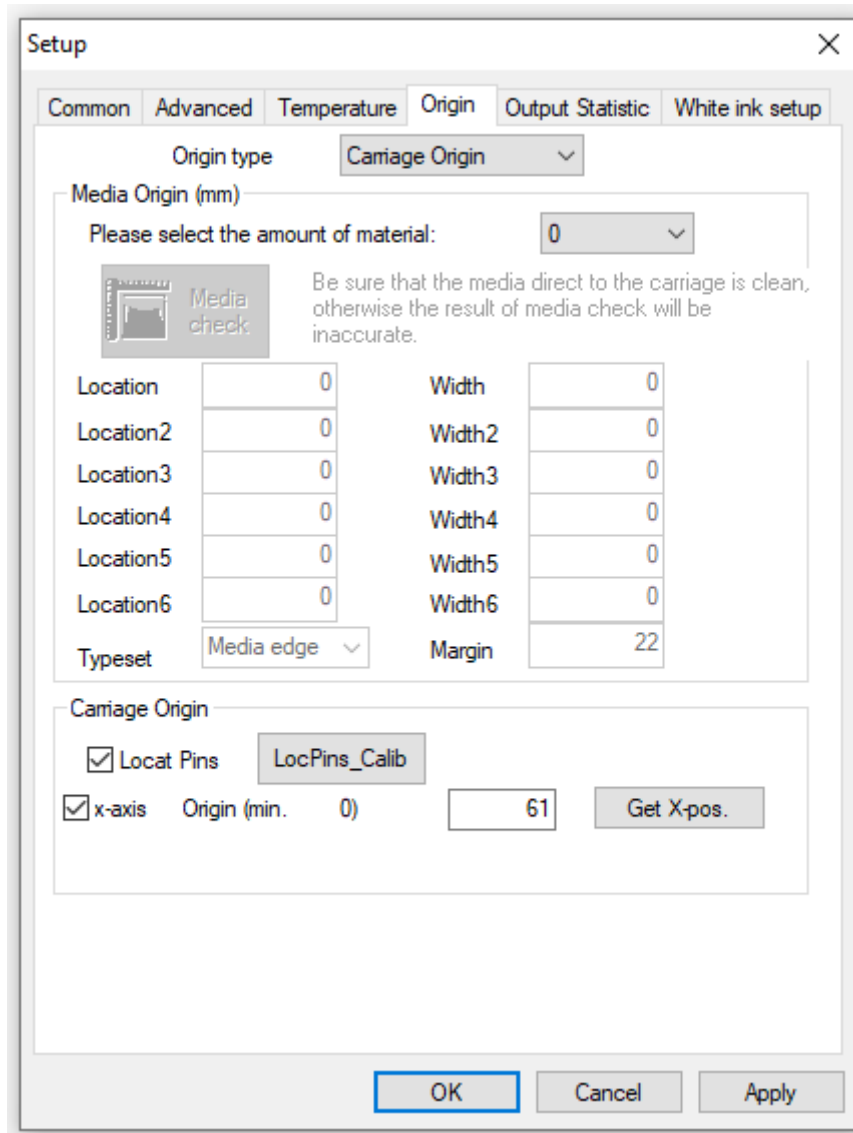 Setup
Common Advanced Temperature Origin Output Statistic White ink setup
Origin type Carriage Origin
Media Origin (mm)
Please select the amount of material: 0
Media
check
Be sure that the media direct to the carriage is clean,
otherwise the result of media check will be
inaccurate.
Location 0 Width 0
Location2 0 Width2 0
Location3 0 Width3 0
Location4 0 Width4 0
Location5 0 Width5 0
Location6 0 Width6 0
Typeset Media edge Margin 22
Carriage Origin
Locat Pins LocPins_Calib
x-axis Origin (min. 0) 61 Get X-pos.
OK Cancel Apply